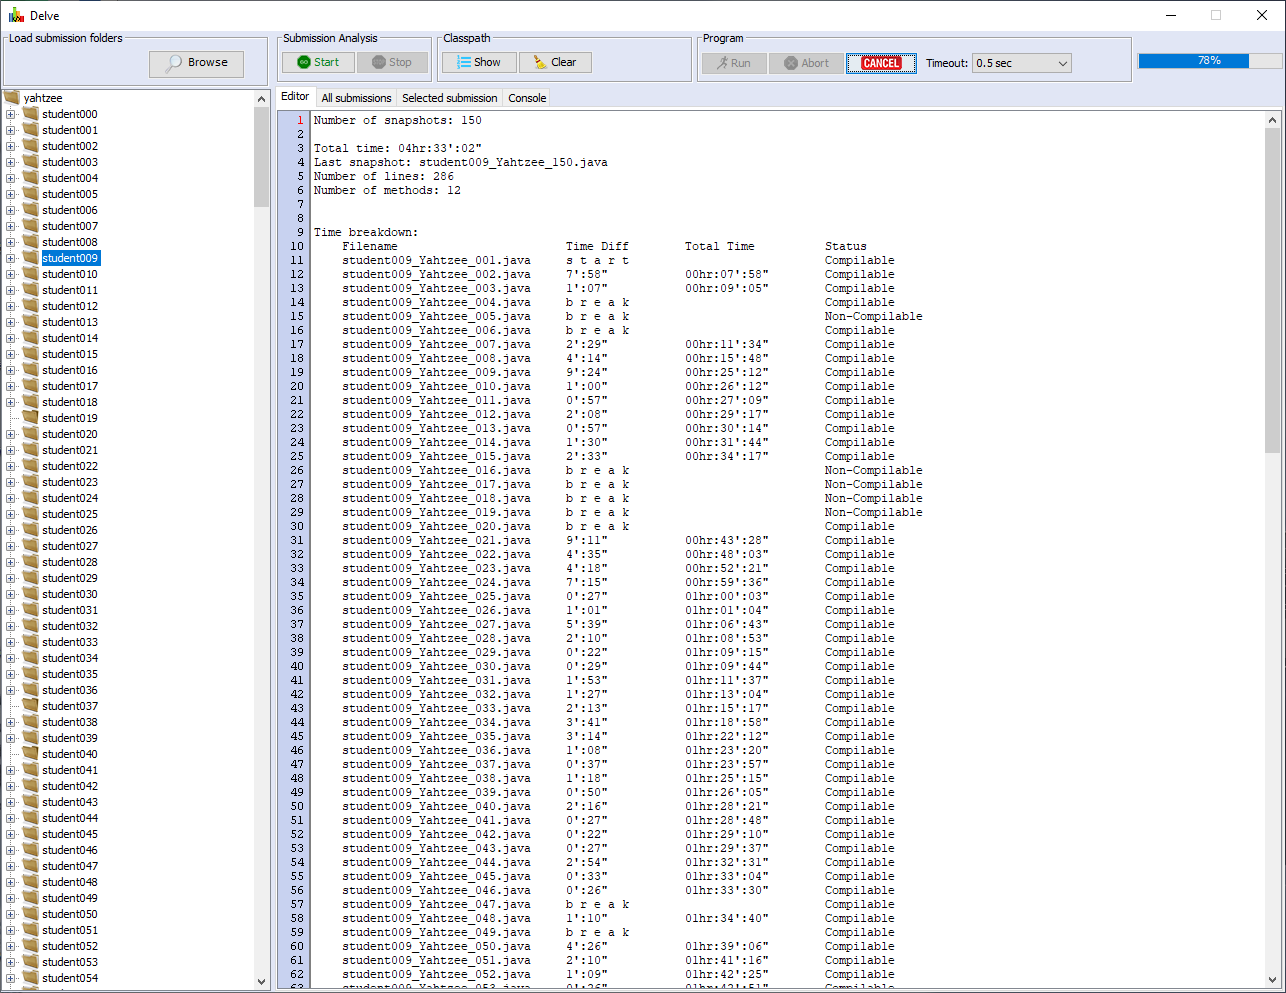 Delve
Load submission folders
Browse
Submission Analysis
Start Stop
Classpath
Show Clear
Program
Run Abort CANCEL Timeout: 0.5 sec
78%
yahtzee
student000
student001
student002
student003
student004
student005
student006
student007
student008
student009
student010
student011
student012
student013
student014
student015
student016
student017
student018
student019
student020
student021
student022
student023
student024
student025
student026
student027
student028
student029
student030
student031
student032
student033
student034
student035
student036
student037
student038
student039
student040
student041
student042
student043
student044
student045
student046
student047
student048
student049
student050
student051
student052
student053
student054
Editor All submissions Selected submission Console
1 Number of snapshots: 150
2
3 Total time: 04hr:33':02"
4 Last snapshot: student009_Yahtzee_150.java
5 Number of lines: 286
6 Number of methods: 12
7
8
9 Time breakdown:
10 Filename Time Diff Total Time Status
11 student009_Yahtzee_001.java s t a r t Compilable
12 student009_Yahtzee_002.java 7':58" 00hr:07':58" Compilable
13 student009_Yahtzee_003.java 1':07" 00hr:09':05" Compilable
14 student009_Yahtzee_004.java b r e a k Compilable
15 student009_Yahtzee_005.java b r e a k Non-Compilable
16 student009_Yahtzee_006.java b r e a k Compilable
17 student009_Yahtzee_007.java 2':29" 00hr:11':34" Compilable
18 student009_Yahtzee_008.java 4':14" 00hr:15':48" Compilable
19 student009_Yahtzee_009.java 9':24" 00hr:25':12" Compilable
20 student009_Yahtzee_010.java 1':00" 00hr:26':12" Compilable
21 student009_Yahtzee_011.java 0':57" 00hr:27':09" Compilable
22 student009_Yahtzee_012.java 2':08" 00hr:29':17" Compilable
23 student009_Yahtzee_013.java 0':57" 00hr:30':14" Compilable
24 student009_Yahtzee_014.java 1':30" 00hr:31':44" Compilable
25 student009_Yahtzee_015.java 2':33" 00hr:34':17" Compilable
26 student009_Yahtzee_016.java b r e a k Non-Compilable
27 student009_Yahtzee_017.java b r e a k Non-Compilable
28 student009_Yahtzee_018.java b r e a k Non-Compilable
29 student009_Yahtzee_019.java b r e a k Non-Compilable
30 student009_Yahtzee_020.java b r e a k Compilable
31 student009_Yahtzee_021.java 9':11" 00hr:43':28" Compilable
32 student009_Yahtzee_022.java 4':35" 00hr:48':03" Compilable
33 student009_Yahtzee_023.java 4':18" 00hr:52':21" Compilable
34 student009_Yahtzee_024.java 7':15" 00hr:59':36" Compilable
35 student009_Yahtzee_025.java 0':27" 01hr:00':03" Compilable
36 student009_Yahtzee_026.java 1':01" 01hr:01':04" Compilable
37 student009_Yahtzee_027.java 5':39" 01hr:06':43" Compilable
38 student009_Yahtzee_028.java 2':10" 01hr:08':53" Compilable
39 student009_Yahtzee_029.java 0':22" 01hr:09':15" Compilable
40 student009_Yahtzee_030.java 0':29" 01hr:09':44" Compilable
41 student009_Yahtzee_031.java 1':53" 01hr:11':37" Compilable
42 student009_Yahtzee_032.java 1':27" 01hr:13':04" Compilable
43 student009_Yahtzee_033.java 2':13" 01hr:15':17" Compilable
44 student009_Yahtzee_034.java 3':41" 01hr:18':58" Compilable
45 student009_Yahtzee_035.java 3':14" 01hr:22':12" Compilable
46 student009_Yahtzee_036.java 1':08" 01hr:23':20" Compilable
47 student009_Yahtzee_037.java 0':37" 01hr:23':57" Compilable
48 student009_Yahtzee_038.java 1':18" 01hr:25':15" Compilable
49 student009_Yahtzee_039.java 0':50" 01hr:26':05" Compilable
50 student009_Yahtzee_040.java 2':16" 01hr:28':21" Compilable
51 student009_Yahtzee_041.java 0':27" 01hr:28':48" Compilable
52 student009_Yahtzee_042.java 0':22" 01hr:29':10" Compilable
53 student009_Yahtzee_043.java 0':27" 01hr:29':37" Compilable
54 student009_Yahtzee_044.java 2':54" 01hr:32':31" Compilable
55 student009_Yahtzee_045.java 0':33" 01hr:33':04" Compilable
56 student009_Yahtzee_046.java 0':26" 01hr:33':30" Compilable
57 student009_Yahtzee_047.java b r e a k Compilable
58 student009_Yahtzee_048.java 1':10" 01hr:34':40" Compilable
59 student009_Yahtzee_049.java b r e a k Compilable
60 student009_Yahtzee_050.java 4':26" 01hr:39':06" Compilable
61 student009_Yahtzee_051.java 2':10" 01hr:41':16" Compilable
62 student009_Yahtzee_052.java 1':09" 01hr:42':25" Compilable
63 student009_Yahtzee_053.java 0':26" 01hr:42':51" Compilable